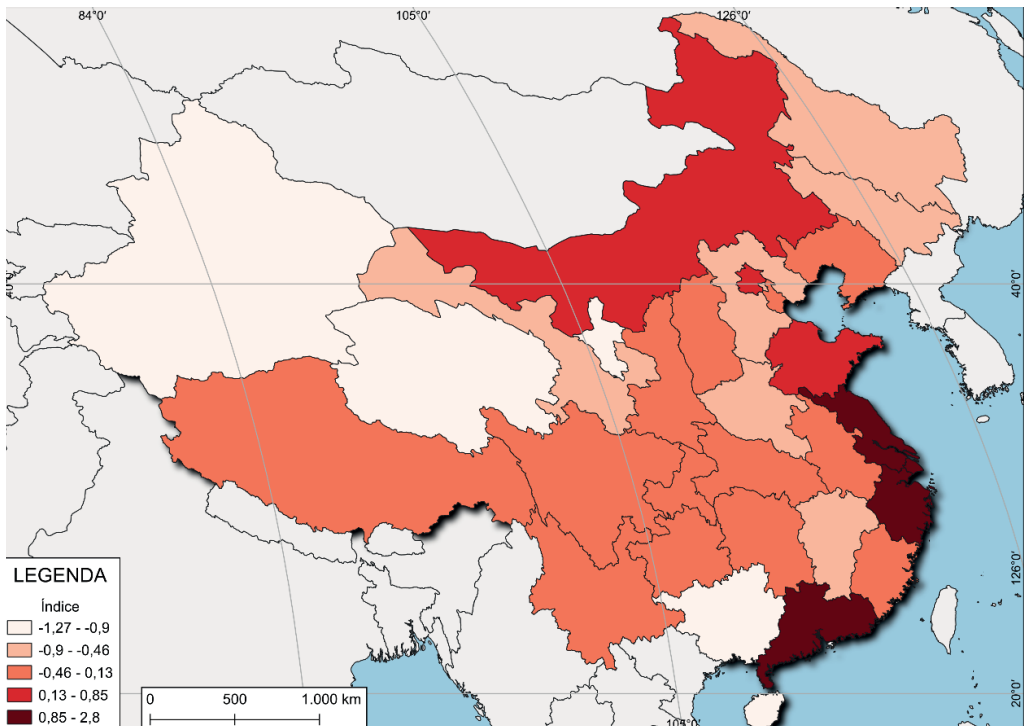 84°0'
105°0'
126°0'
40°0'
126°0'
20°0'
105°0'
LEGENDA
Índice
-1,27 - -0,9
-0,9 - -0,46
-0,46 - 0,13
0,13 - 0,85
0,85 - 2,8
0 500 1.000 km